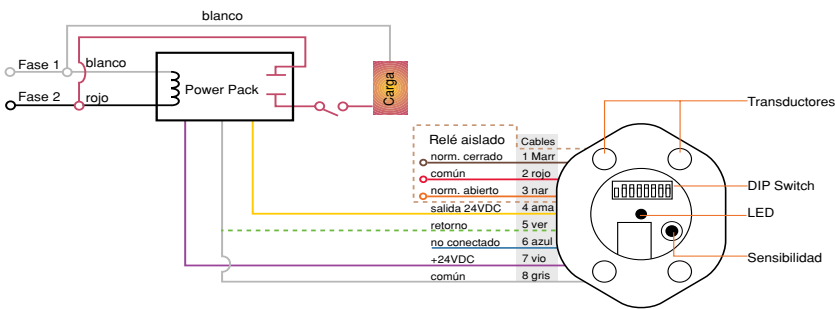 blanco
Fase 1
blanco
Fase 2
rojo
Power Pack
Carga
Transductores
Relé aislado
Cables
norm. cerrado 1 Marr
común 2 rojo
norm. abierto 3 nar
salida 24VDC 4 ama
retorno 5 ver
no conectado 6 azul
+24VDC 7 vio
común 8 gris
DIP Switch
LED
Sensibilidad